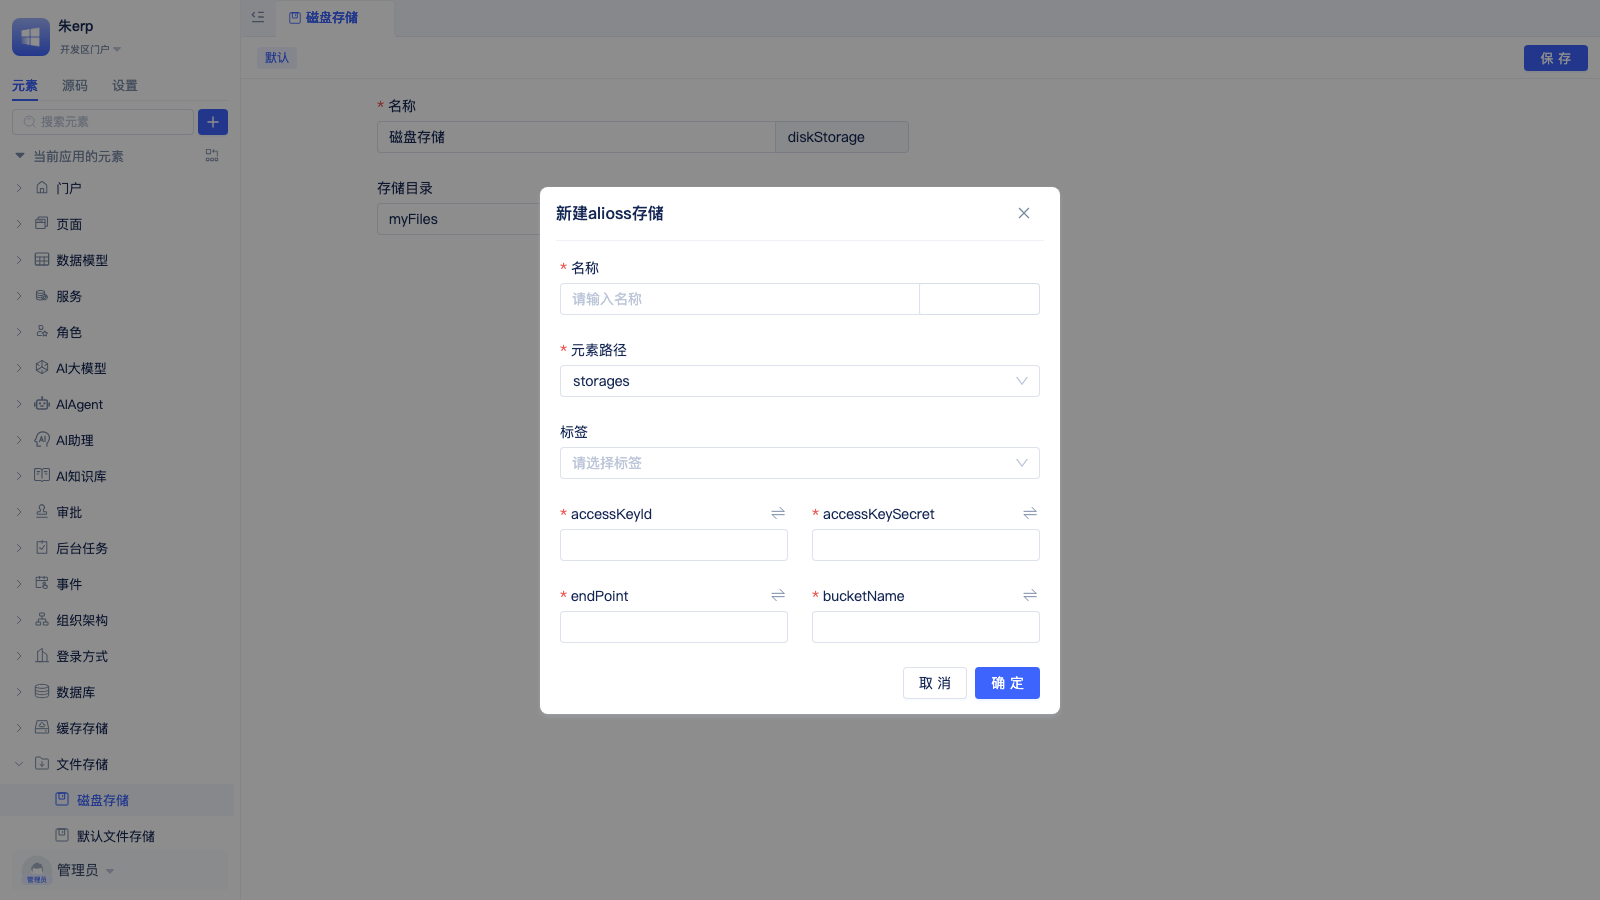 朱erp
开发区门户
元素 源码 设置
搜索元素
当前应用的元素
门户
页面
数据模型
服务
角色
AI大模型
AIAgent
AI助理
AI知识库
审批
后台任务
事件
组织架构
登录方式
数据库
缓存存储
文件存储
磁盘存储
默认文件存储
管理员
管理员
磁盘存储
默认
保 存
* 名称
磁盘存储 diskStorage
存储目录
myFiles
新建alioss存储
* 名称
请输入名称
* 元素路径
storages
标签
请选择标签
* accessKeyId * accessKeySecret
* endPoint * bucketName
取 消 确 定